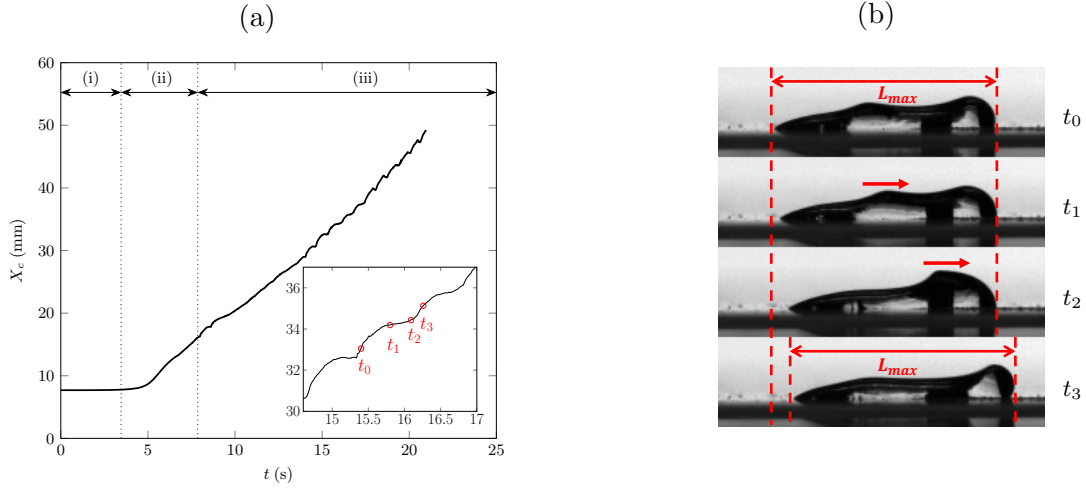 (a)
(b)
60
50
40
30
20
10
0
X_c (mm)
(i)
(ii)
(iii)
0
5
10
15
20
25
t (s)
36
34
32
30
15
15.5
16
16.5
17
t_0
t_1
t_2
t_3
L_max
t_0
t_1
t_2
L_max
t_3